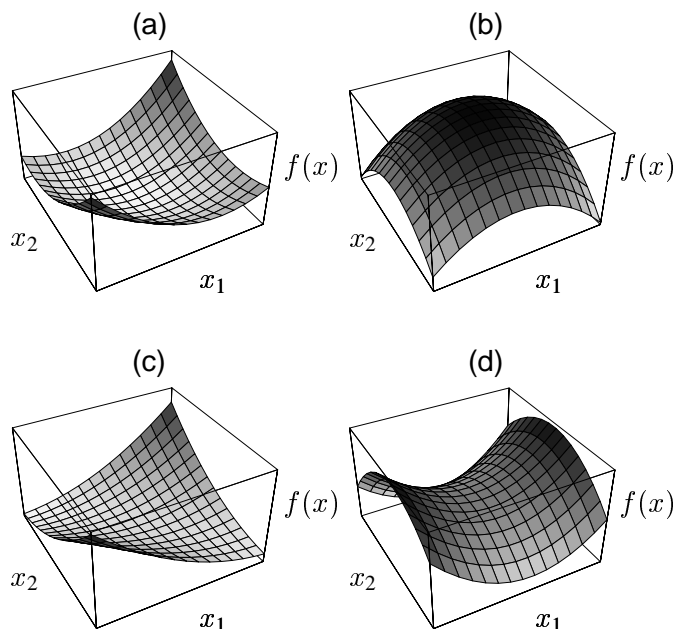 (a)
(b)
f(x)
f(x)
x₂
x₁
x₂
x₁
(c)
(d)
f(x)
f(x)
x₂
x₁
x₂
x₁